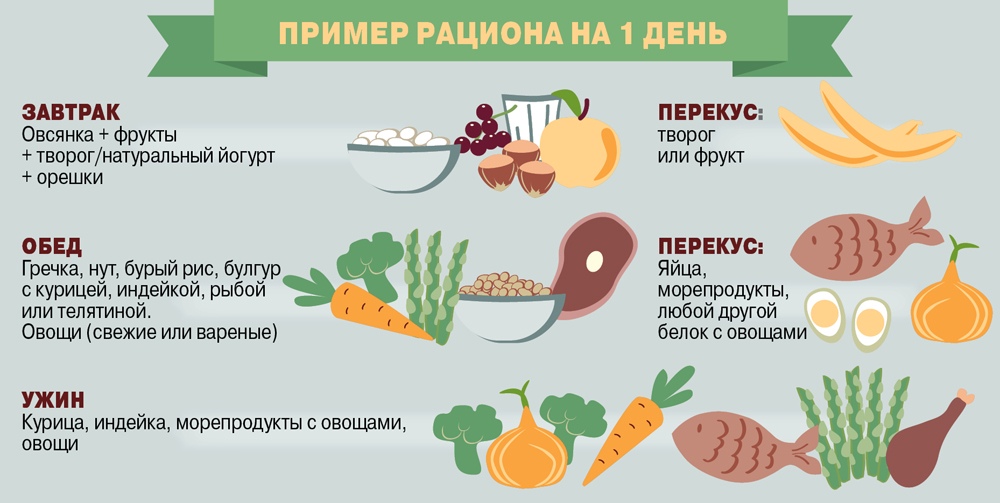 ПРИМЕР РАЦИОНА НА 1 ДЕНЬ
ЗАВТРАК
Овсянка + фрукты
+ творог/натуральный йогурт
+ орешки
ПЕРЕКУС:
творог
или фрукт
ОБЕД
Гречка, нут, бурый рис, булгур
с курицей, индейкой, рыбой
или телятиной.
Овощи (свежие или вареные)
ПЕРЕКУС:
Яйца,
морепродукты,
любой другой
белок с овощами
УЖИН
Курица, индейка, морепродукты с овощами,
овощи